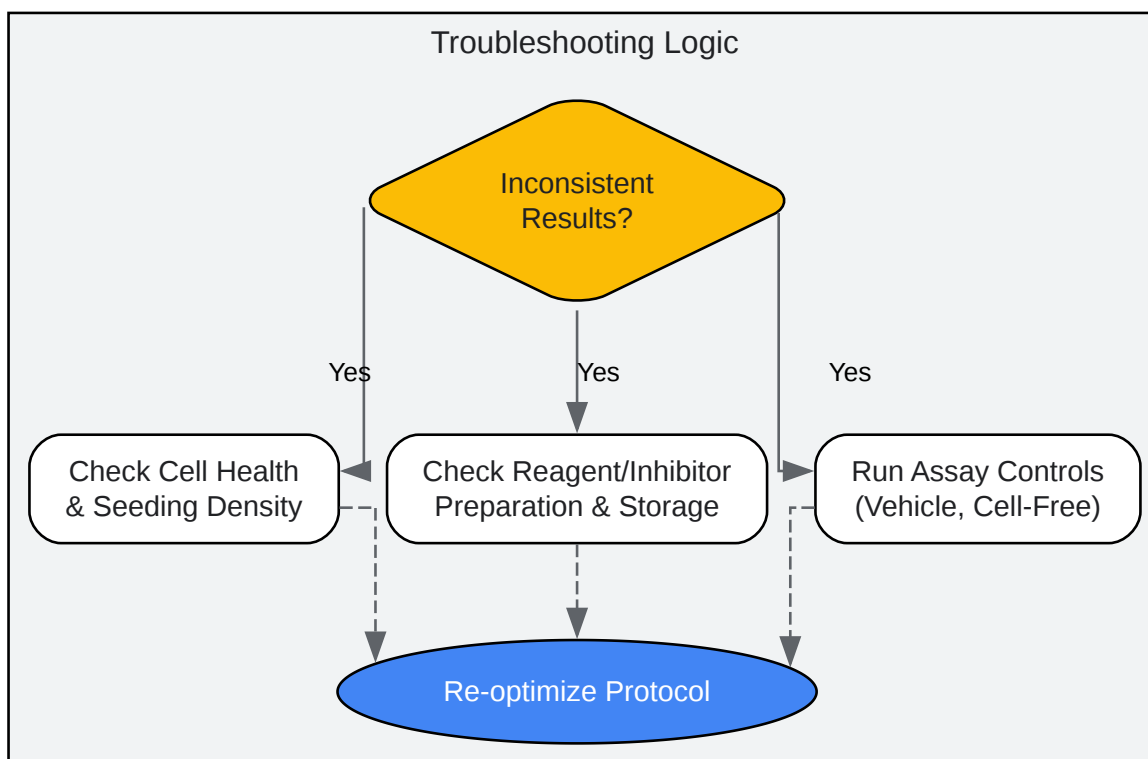 Troubleshooting Logic
Inconsistent
Results?
Yes
Yes
Yes
Check Cell Health
& Seeding Density
Check Reagent/Inhibitor
Preparation & Storage
Run Assay Controls
(Vehicle, Cell-Free)
Re-optimize Protocol